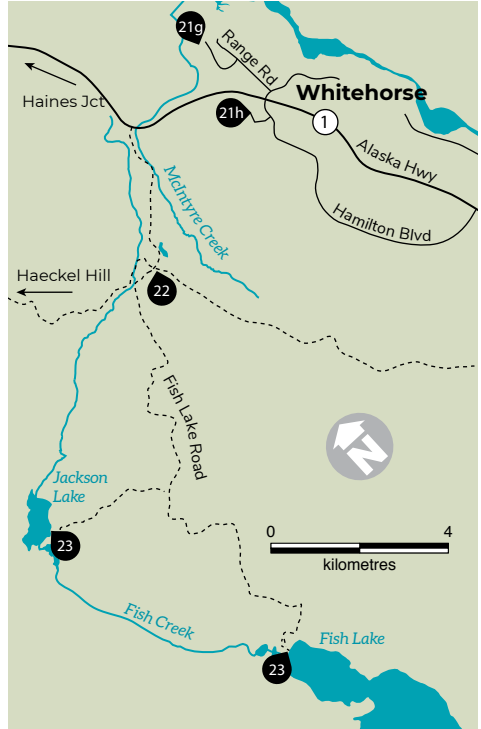 21g
Range Rd
Haines Jct
Whitehorse
21h
1
Alaska Hwy
McIntyre Creek
Hamilton Blvd
Haeckel Hill
22
Fish Lake Road
N
Jackson
Lake
0
4
kilometres
23
Fish Creek
Fish Lake
23